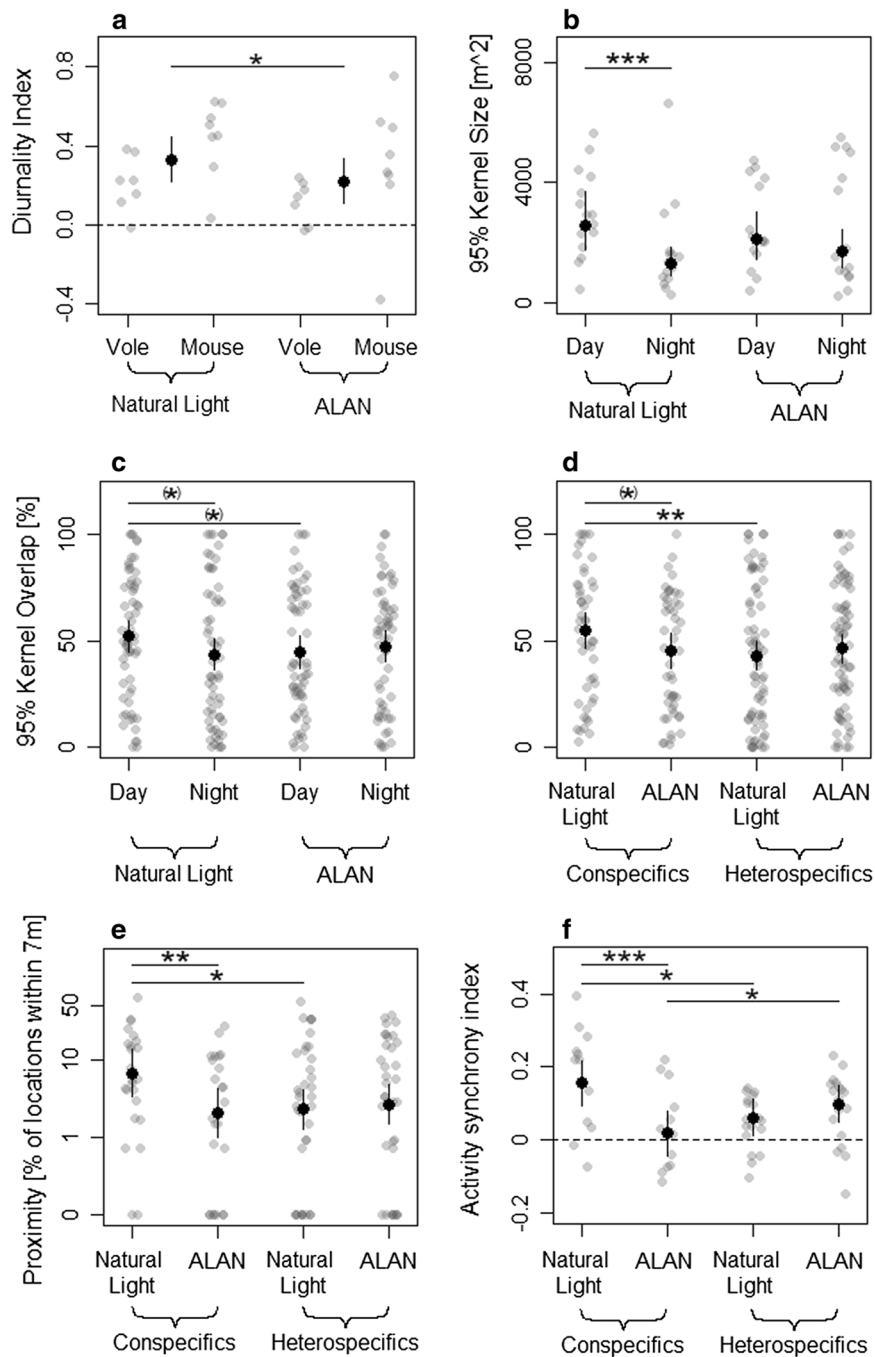 a
Diurnality Index
0.8
0.4
0.0
-0.4
*
Vole Mouse Vole Mouse
Natural Light ALAN
b
95% Kernel Size [m^2]
8000
4000
0
***
Day Night Day Night
Natural Light ALAN
c
95% Kernel Overlap [%]
100
50
0
(*)
(*)
Day Night Day Night
Natural Light ALAN
d
100
50
0
(*)
**
Natural Light ALAN Natural Light ALAN
Conspecifics Heterospecifics
e
Proximity [% of locations within 7m]
50
10
1
0
**
*
Natural Light ALAN Natural Light ALAN
Conspecifics Heterospecifics
f
Activity synchrony index
0.4
0.2
0
-0.2
***
*
*
Natural Light ALAN Natural Light ALAN
Conspecifics Heterospecifics